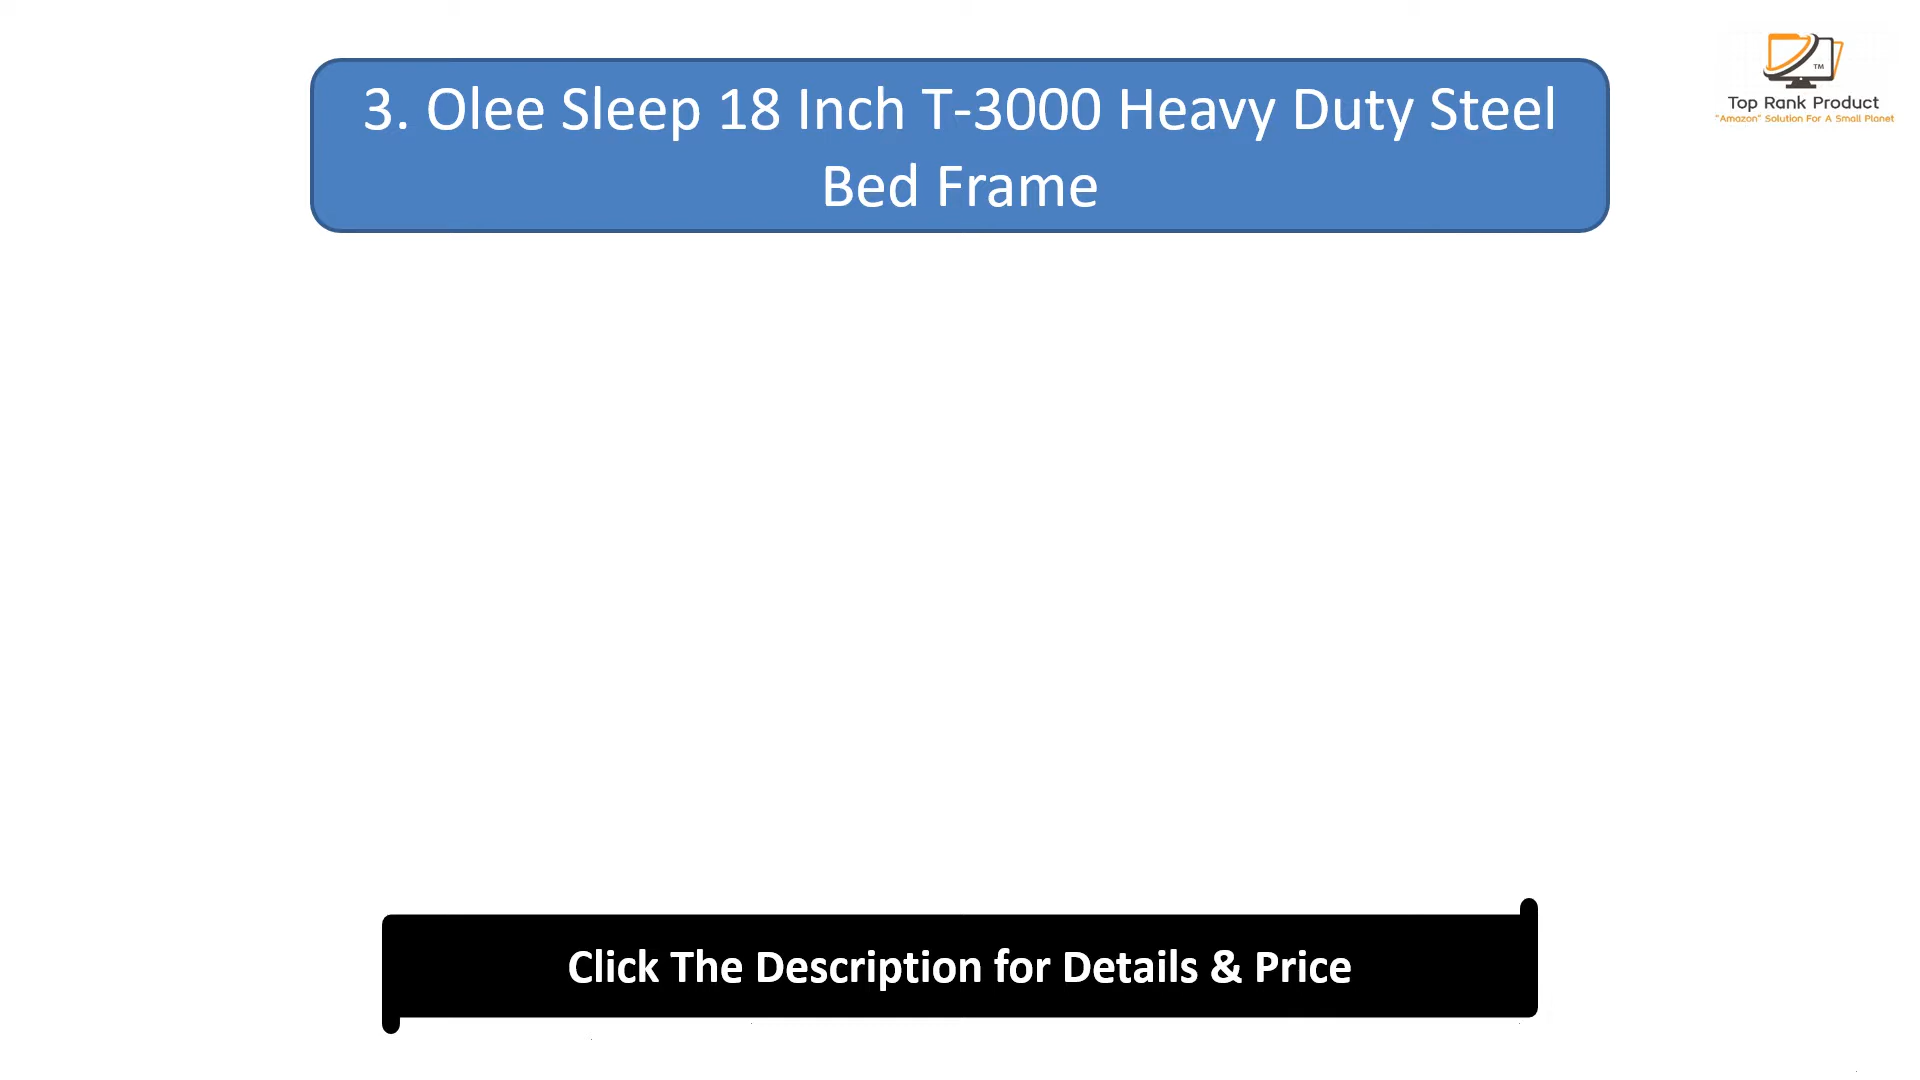 3. Olee Sleep 18 Inch T-3000 Heavy Duty Steel
Bed Frame
TM
Top Rank Product
"Amazon" Solution For A Small Planet
Click The Description for Details & Price